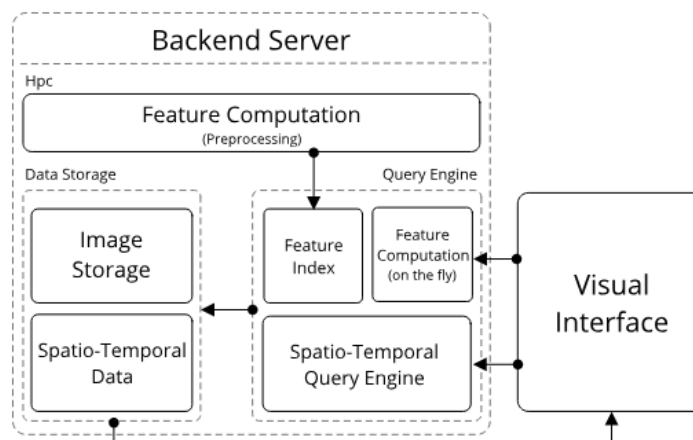 Backend Server
Hpc
Feature Computation
(Preprocessing)
Data Storage
Query Engine
Image
Storage
Feature
Index
Feature
Computation
(on the fly)
Visual
Interface
Spatio-Temporal
Data
Spatio-Temporal
Query Engine